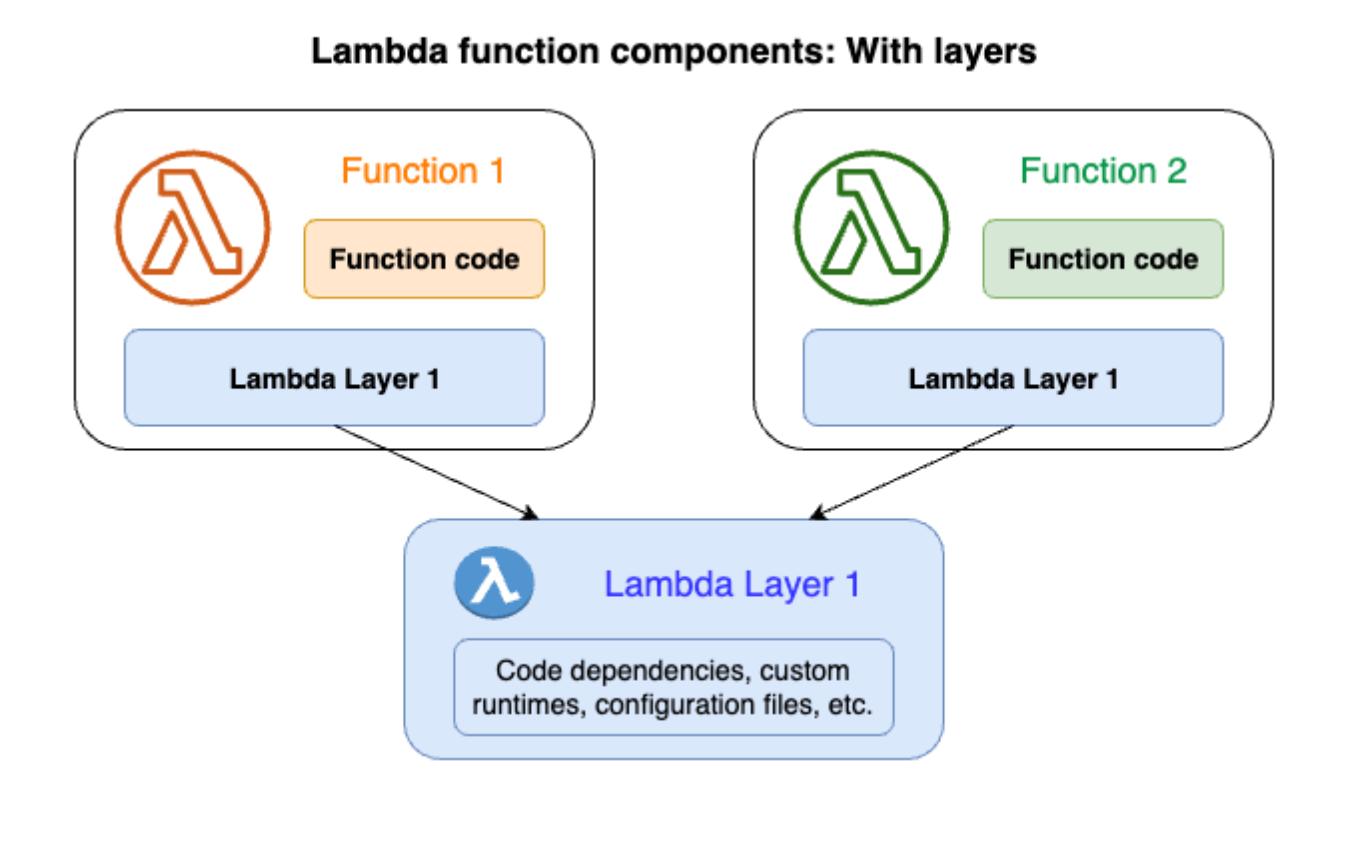 Lambda function components: With layers
Function 1
Function code
Lambda Layer 1
Function 2
Function code
Lambda Layer 1
Lambda Layer 1
Code dependencies, custom
runtimes, configuration files, etc.